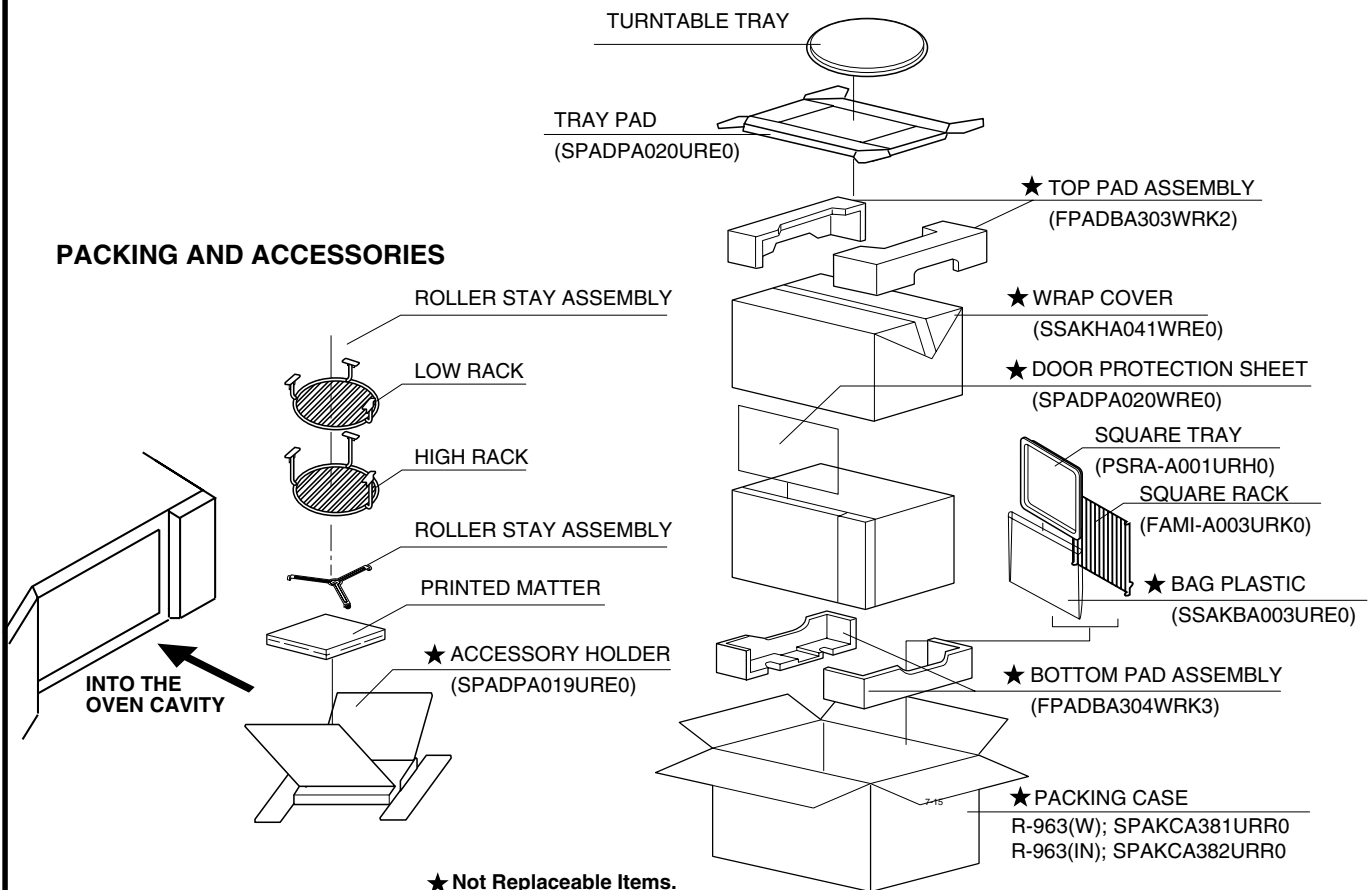 TURNTABLE TRAY
TRAY PAD
(SPADPA020URE0)
★ TOP PAD ASSEMBLY
(FPADBA303WRK2)
PACKING AND ACCESSORIES
ROLLER STAY ASSEMBLY
★ WRAP COVER
(SSAKHA041WRE0)
LOW RACK
★ DOOR PROTECTION SHEET
(SPADPA020WRE0)
HIGH RACK
SQUARE TRAY
(PSRA-A001URH0)
SQUARE RACK
(FAMI-A003URK0)
ROLLER STAY ASSEMBLY
PRINTED MATTER
★ BAG PLASTIC
(SSAKBA003URE0)
★ ACCESSORY HOLDER
(SPADPA019URE0)
INTO THE
OVEN CAVITY
★ BOTTOM PAD ASSEMBLY
(FPADBA304WRK3)
7-15
★ PACKING CASE
R-963(W); SPAKCA381URR0
R-963(IN); SPAKCA382URR0
★ Not Replaceable Items.